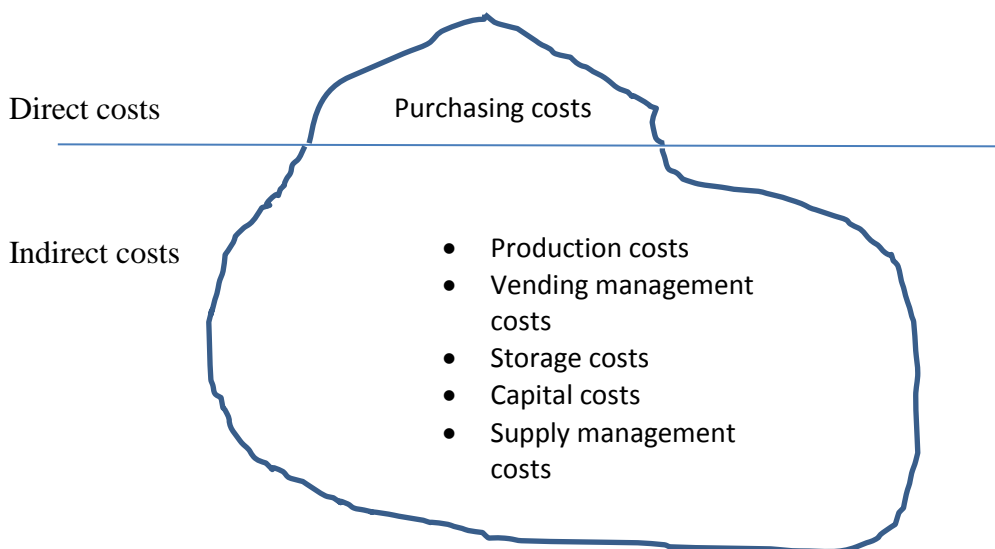 Direct costs
Purchasing costs
Indirect costs
• Production costs
• Vending management
costs
• Storage costs
• Capital costs
• Supply management
costs